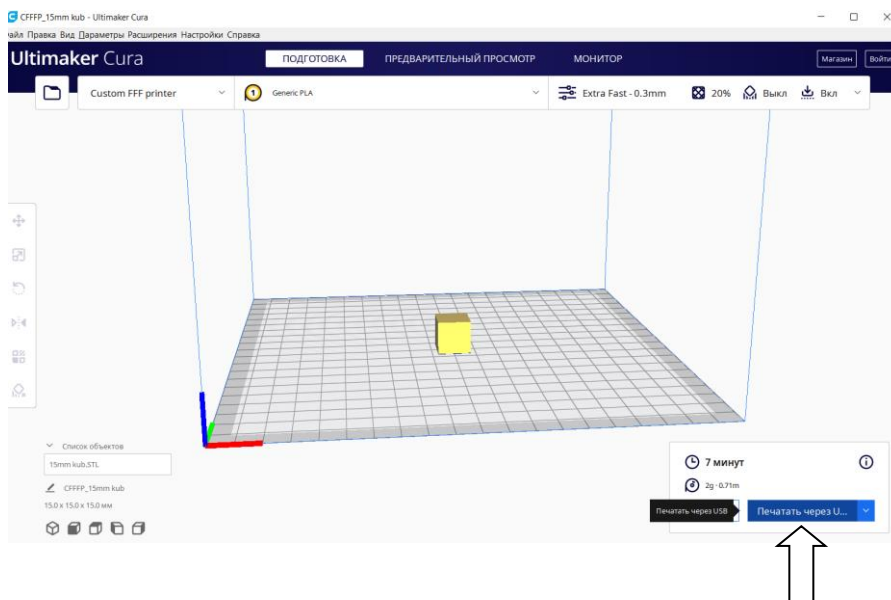 CFFFP_15mm kub - Ultimaker Cura
айл Правка Вид Параметры Расширения Настройки Справка
Ultimaker Cura
ПОДГОТОВКА
ПРЕДВАРИТЕЛЬНЫЙ ПРОСМОТР
МОНИТОР
Магазин
Войти
Custom FFF printer
1
Generic PLA
Extra Fast - 0.3mm
20%
Выкл
Вкл
Список объектов
15mm kub.STL
CFFFP_15mm kub
15.0 x 15.0 x 15.0 мм
7 минут
2g · 0.71m
Печатать через USB
Печатать через U...